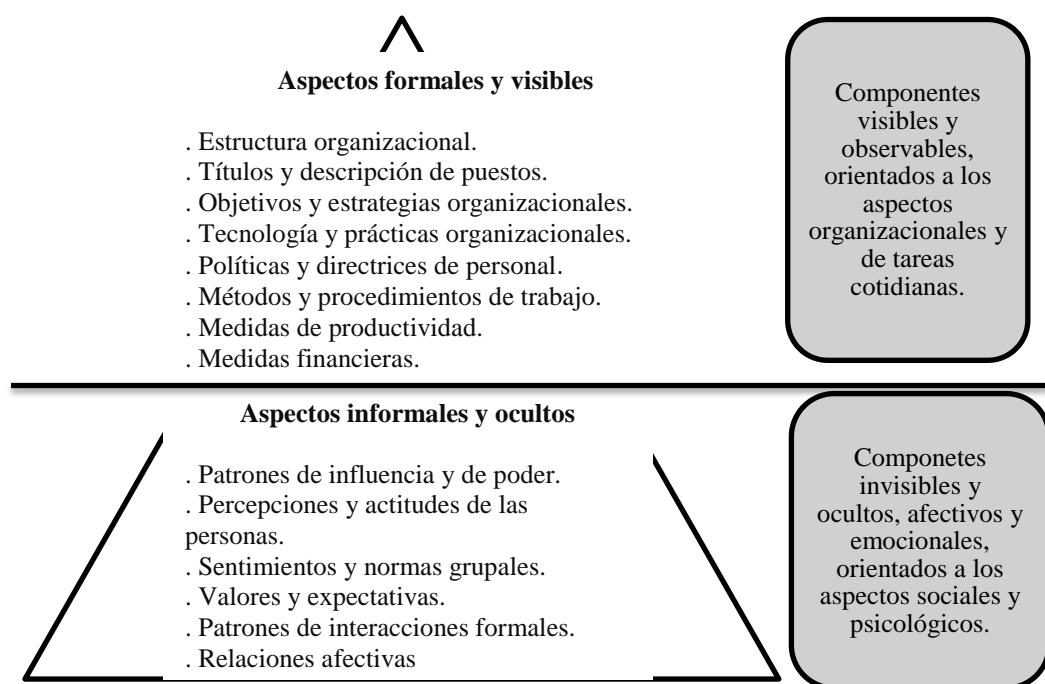 Aspectos formales y visibles
. Estructura organizacional.
. Títulos y descripción de puestos.
. Objetivos y estrategias organizacionales.
. Tecnología y prácticas organizacionales.
. Políticas y directrices de personal.
. Métodos y procedimientos de trabajo.
. Medidas de productividad.
. Medidas financieras.
Componentes
visibles y
observables,
orientados a los
aspectos
organizacionales y
de tareas
cotidianas.
Aspectos informales y ocultos
. Patrones de influencia y de poder.
. Percepciones y actitudes de las
personas.
. Sentimientos y normas grupales.
. Valores y expectativas.
. Patrones de interacciones formales.
. Relaciones afectivas
Componetes
invisibles y
ocultos, afectivos y
emocionales,
orientados a los
aspectos sociales y
psicológicos.